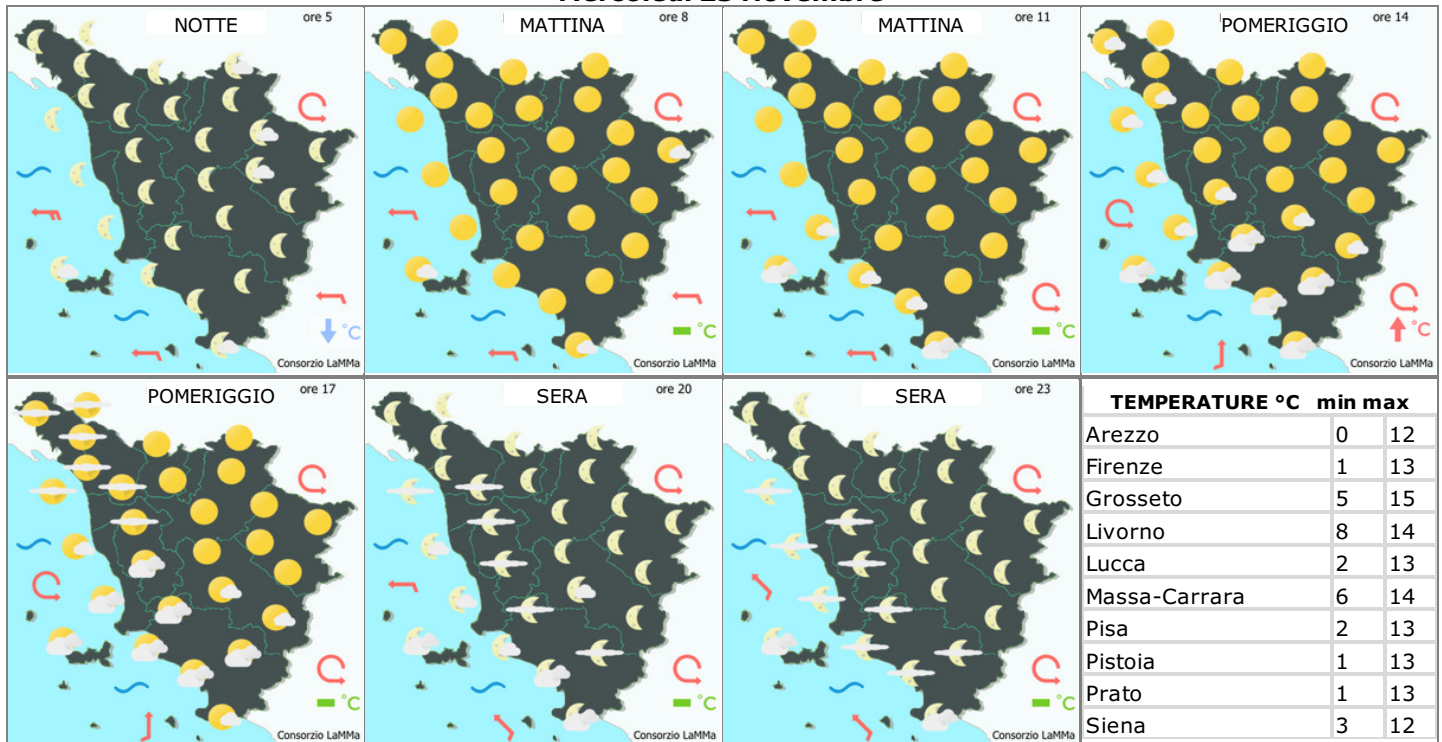 NOTTE ore 5
MATTINA ore 8
MATTINA ore 11
POMERIGGIO ore 14
°C
°C
°C
°C
Consorzio LaMMa
Consorzio LaMMa
Consorzio LaMMa
Consorzio LaMMa
POMERIGGIO ore 17
SERA ore 20
SERA ore 23
°C
°C
°C
Consorzio LaMMa
Consorzio LaMMa
Consorzio LaMMa
TEMPERATURE °C min max
Arezzo 0 12
Firenze 1 13
Grosseto 5 15
Livorno 8 14
Lucca 2 13
Massa-Carrara 6 14
Pisa 2 13
Pistoia 1 13
Prato 1 13
Siena 3 12